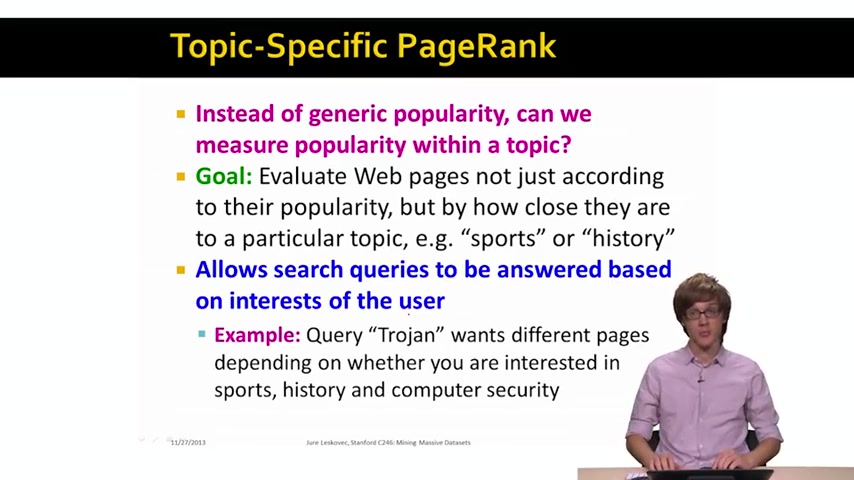 Topic-Specific PageRank
Instead of generic popularity, can we
measure popularity within a topic?
Goal: Evaluate Web pages not just according
to their popularity, but by how close they are
to a particular topic, e.g. “sports” or “history”
Allows search queries to be answered based
on interests of the user
Example: Query “Trojan” wants different pages
depending on whether you are interested in
sports, history and computer security
11/27/2013 Jure Leskovec, Stanford C246: Mining Massive Datasets